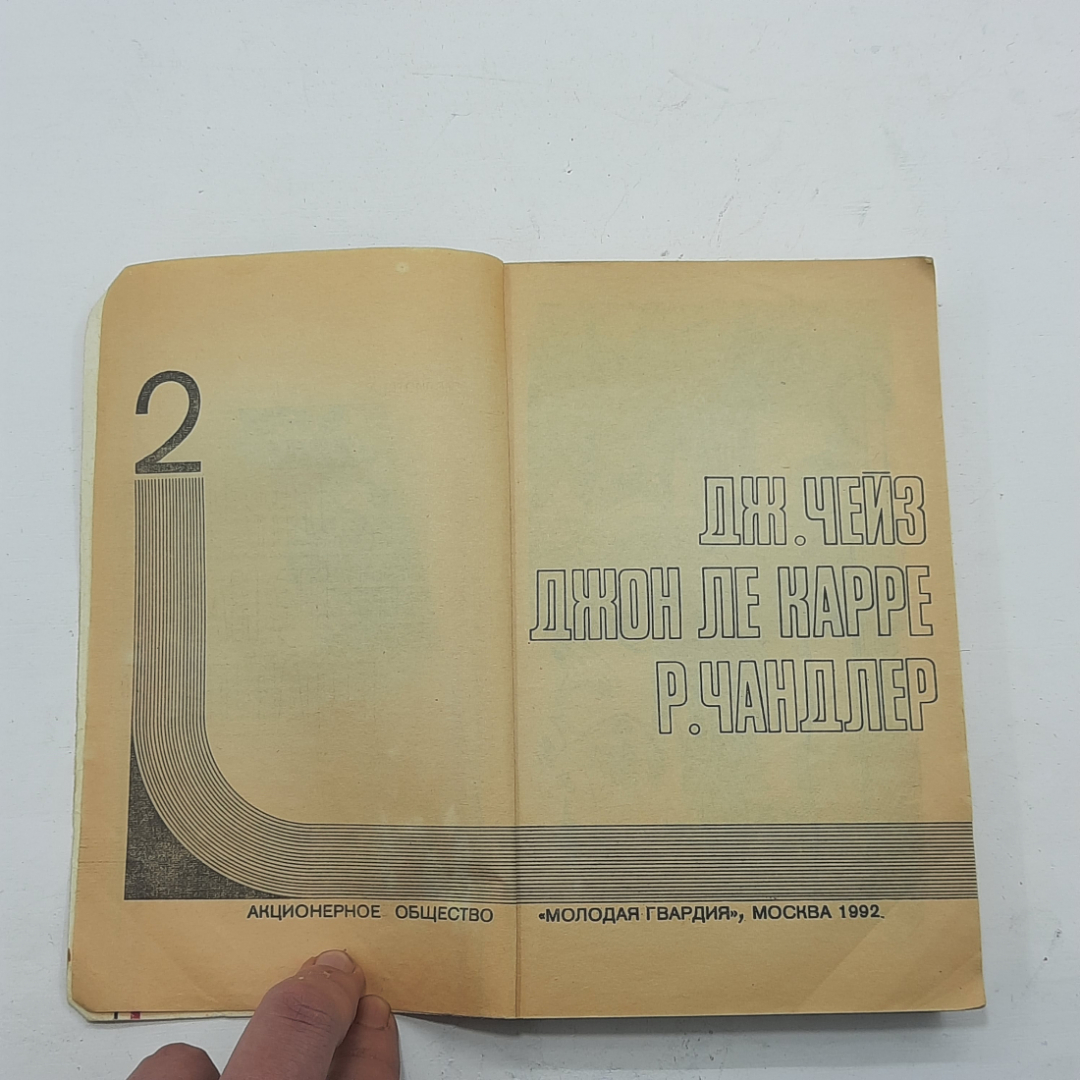 2
ДЖ. ЧЕЙЗ
ДЖОН ЛЕ КАРРЕ
Р. ЧАНДЛЕР
АКЦИОНЕРНОЕ ОБЩЕСТВО «МОЛОДАЯ ГВАРДИЯ», МОСКВА 1992.